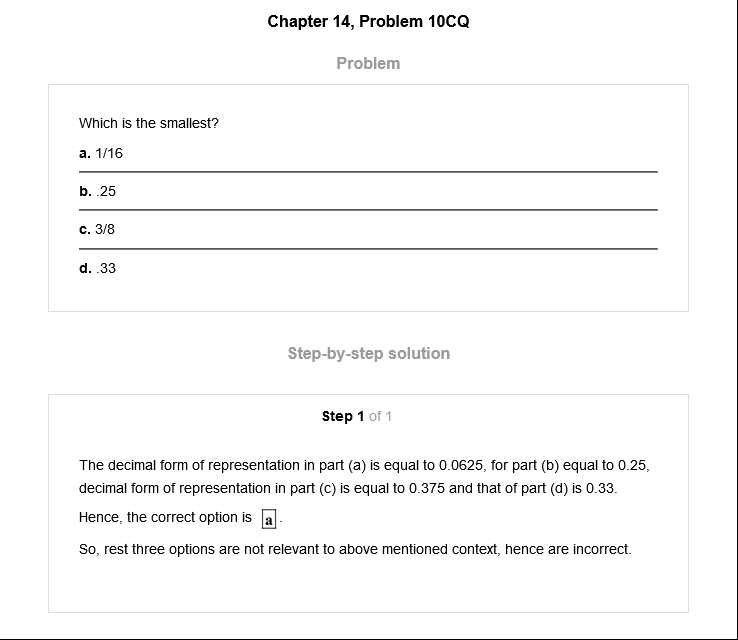 Chapter 14, Problem 10CQ
Problem
Which is the smallest?
a. 1/16
b. .25
c. 3/8
d. .33
Step-by-step solution
Step 1 of 1
The decimal form of representation in part (a) is equal to 0.0625, for part (b) equal to 0.25,
decimal form of representation in part (c) is equal to 0.375 and that of part (d) is 0.33.
Hence, the correct option is a .
So, rest three options are not relevant to above mentioned context, hence are incorrect.